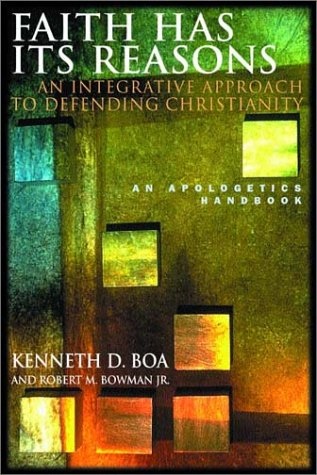 FAITH HAS
ITS REASONS
AN INTEGRATIVE APPROACH
TO DEFENDING CHRISTIANITY
AN APOLOGETICS
HANDBOOK
KENNETH D. BOA
AND ROBERT M. BOWMAN JR.